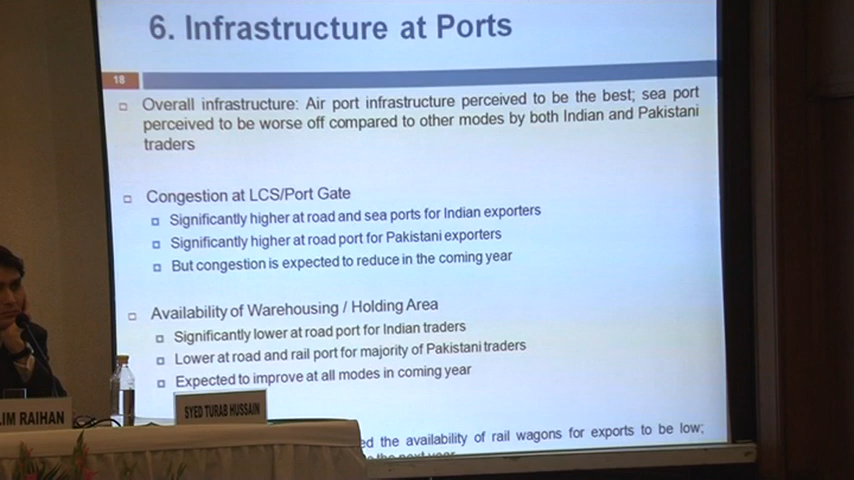 6. Infrastructure at Ports
18
Overall infrastructure: Air port infrastructure perceived to be the best; sea port
perceived to be worse off compared to other modes by both Indian and Pakistani
traders
Congestion at LCS/Port Gate
Significantly higher at road and sea ports for Indian exporters
Significantly higher at road port for Pakistani exporters
But congestion is expected to reduce in the coming year
Availability of Warehousing / Holding Area
Significantly lower at road port for Indian traders
Lower at road and rail port for majority of Pakistani traders
Expected to improve at all modes in coming year
the availability of rail wagons for exports to be low;
the next year
LIM RAIHAN
SYED TURAB HUSSAIN